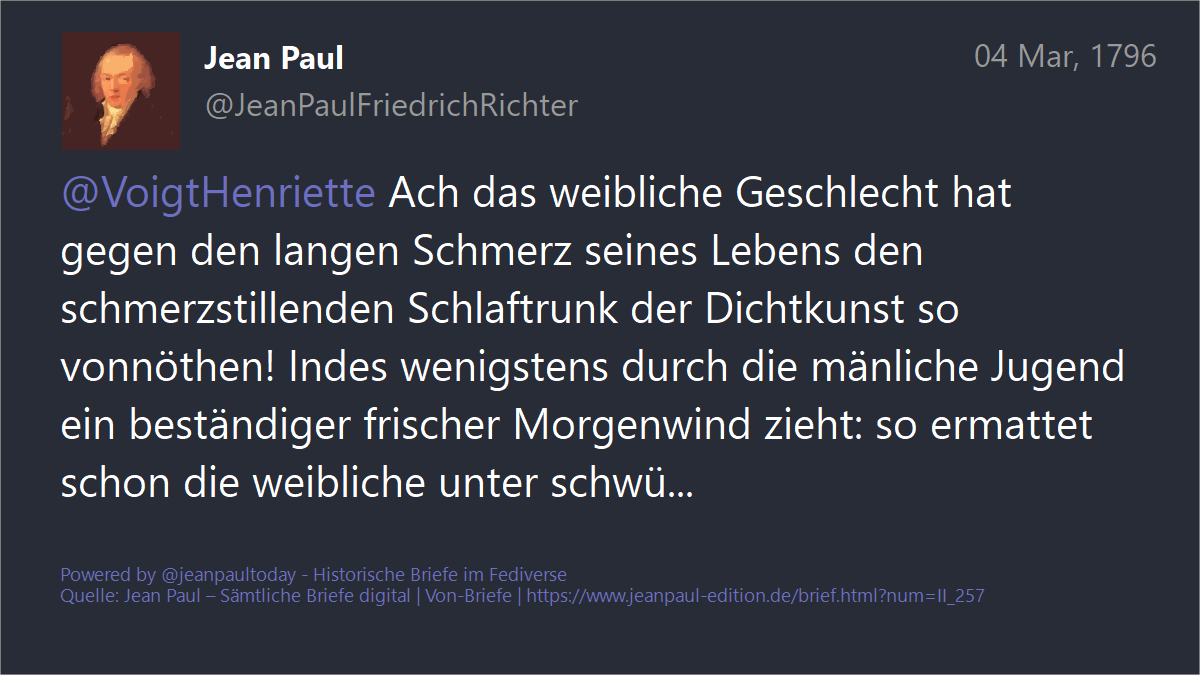 Jean Paul
04 Mar, 1796
@JeanPaulFriedrichRichter
@VoigtHenriette Ach das weibliche Geschlecht hat
gegen den langen Schmerz seines Lebens den
schmerzstillenden Schlaftrunk der Dichtkunst so
vonnöthen! Indes wenigstens durch die mänliche Jugend
ein beständiger frischer Morgenwind zieht: so ermattet
schon die weibliche unter schwü...
Powered by @jeanpaultoday - Historische Briefe im Fediverse
Quelle: Jean Paul – Sämtliche Briefe digital | Von-Briefe | https://www.jeanpaul-edition.de/brief.html?num=II_257